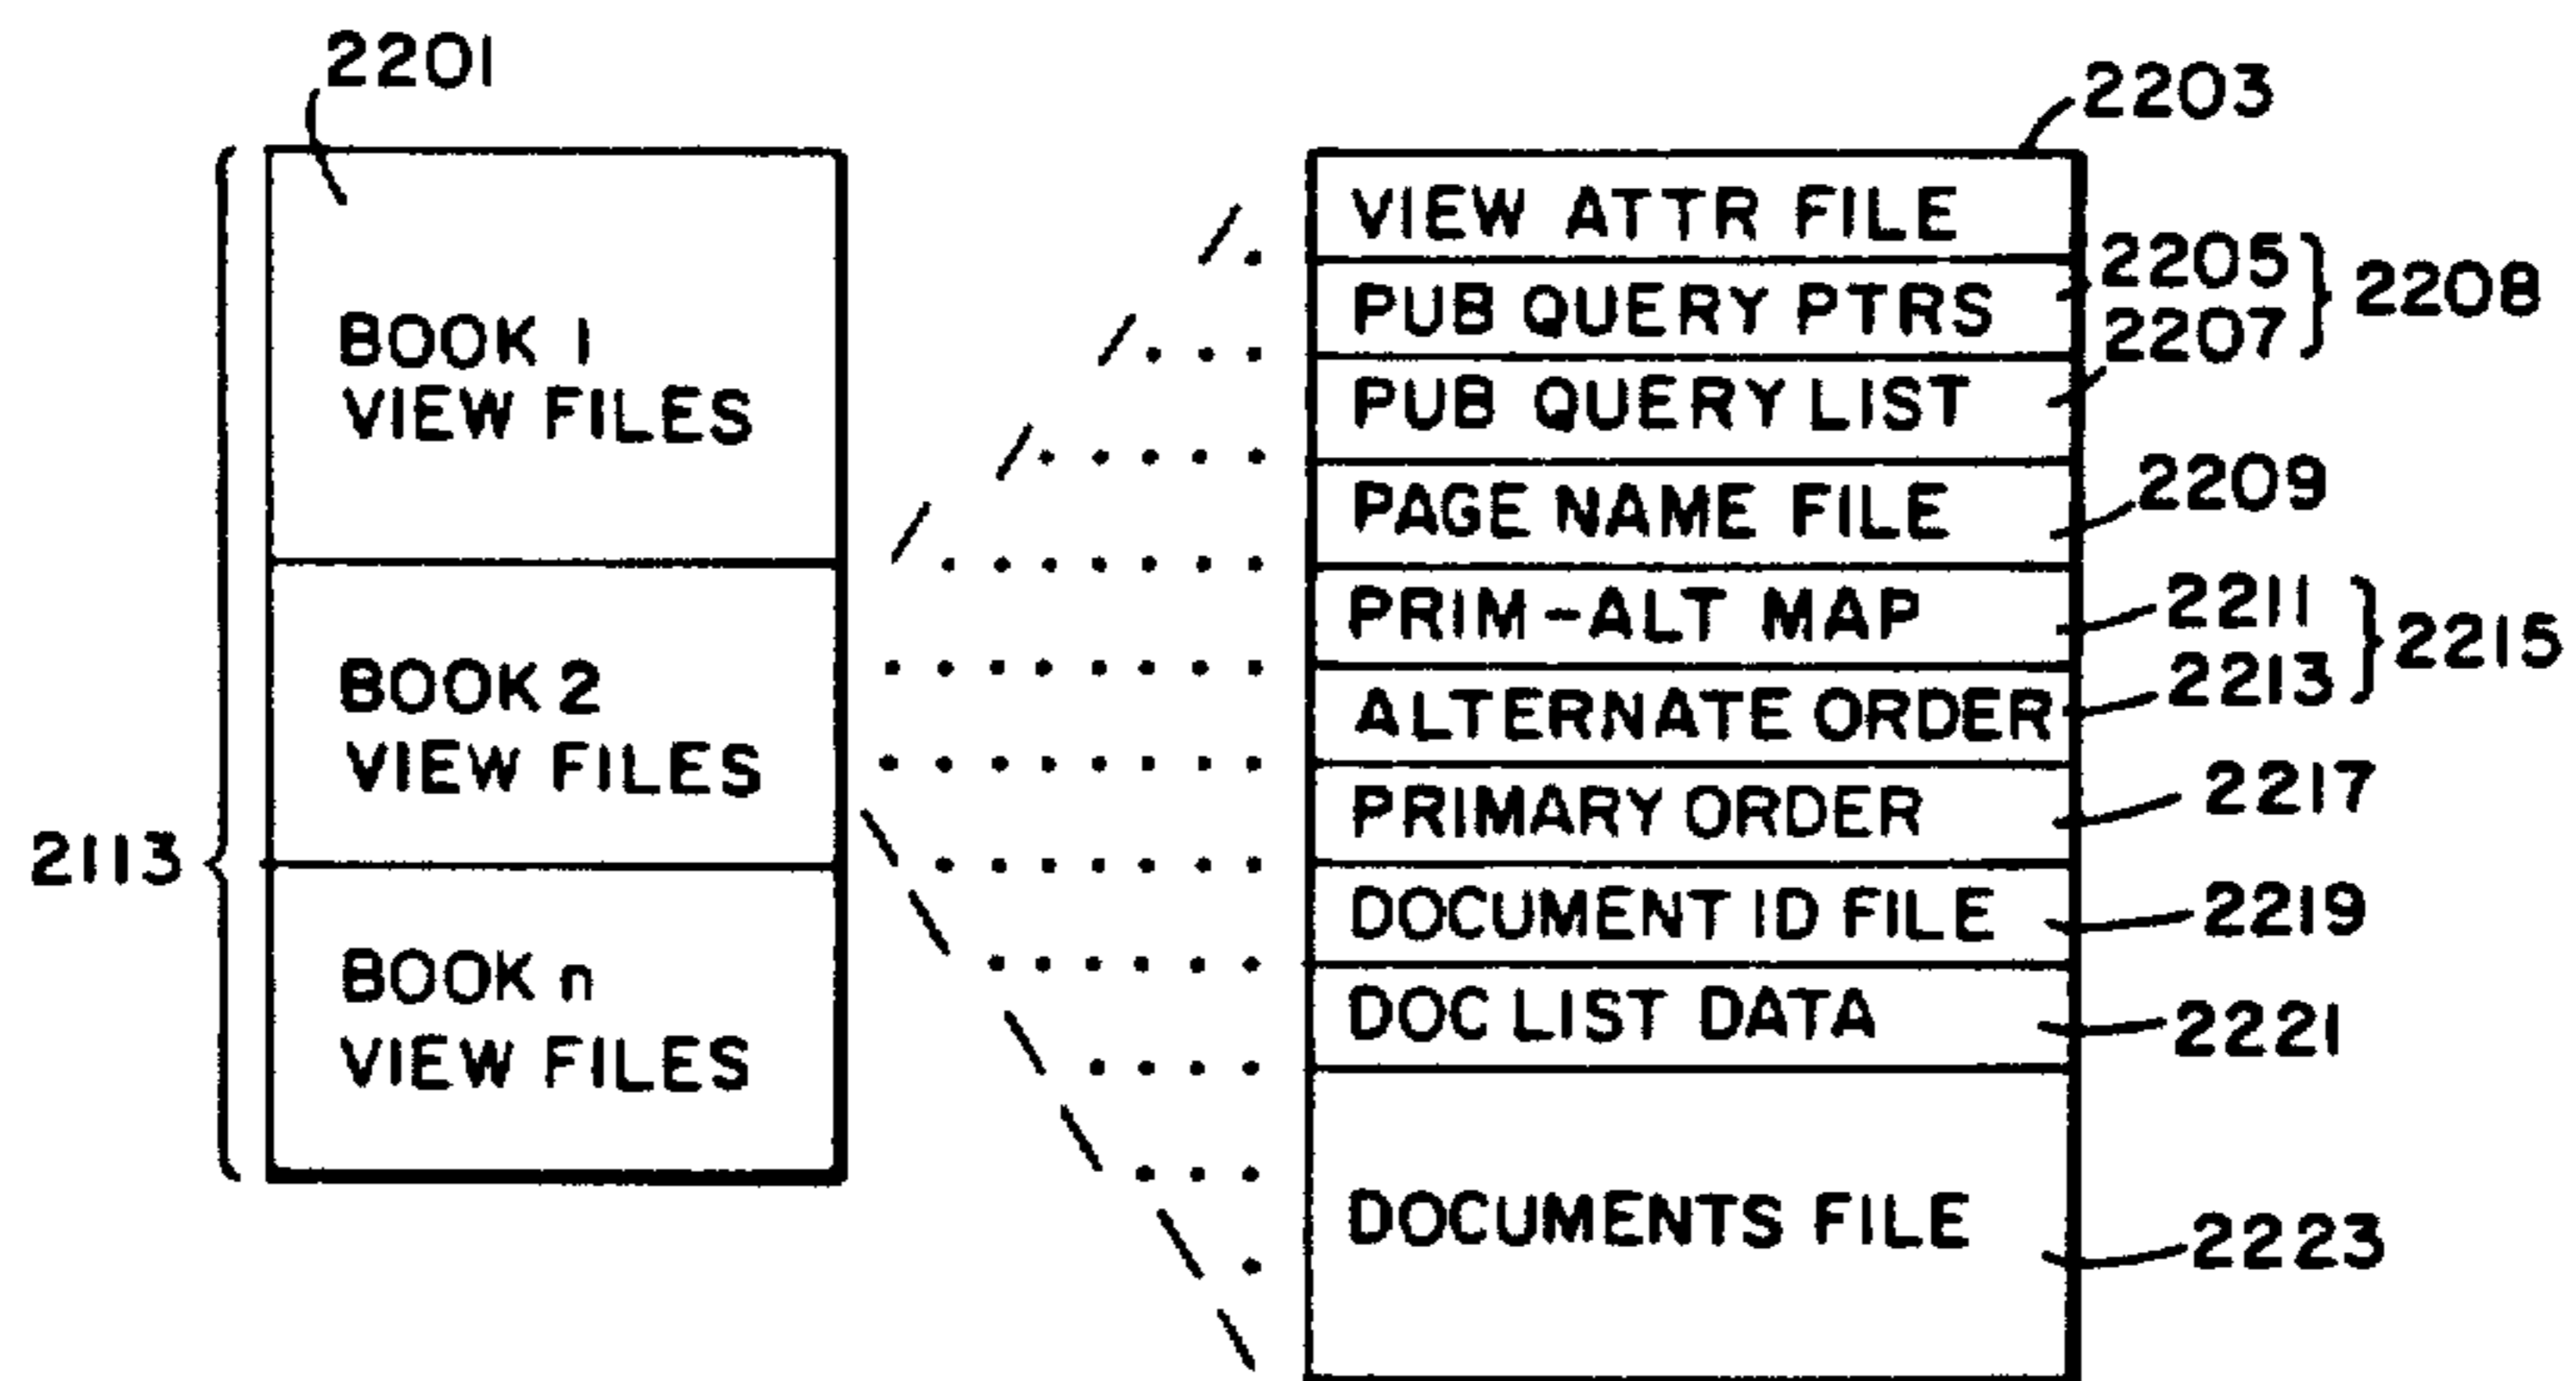 2201
BOOK 1
VIEW FILES
BOOK 2
VIEW FILES
BOOK n
VIEW FILES
2113
2203
VIEW ATTR FILE
PUB QUERY PTRS
2205
2208
PUB QUERY LIST
2207
PAGE NAME FILE
2209
PRIM-ALT MAP
2211
2215
ALTERNATE ORDER
2213
PRIMARY ORDER
2217
DOCUMENT ID FILE
2219
DOC LIST DATA
2221
DOCUMENTS FILE
2223